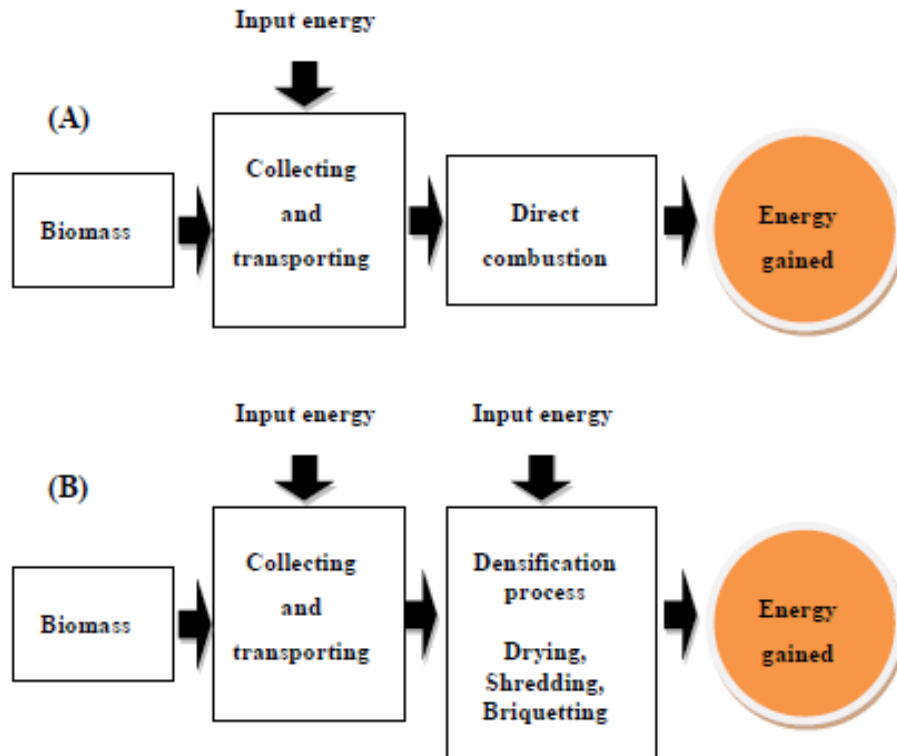 Input energy
(A)
Biomass
Collecting
and
transporting
Direct
combustion
Energy
gained
Input energy
Input energy
(B)
Biomass
Collecting
and
transporting
Densification
process
Drying,
Shredding,
Briquetting
Energy
gained